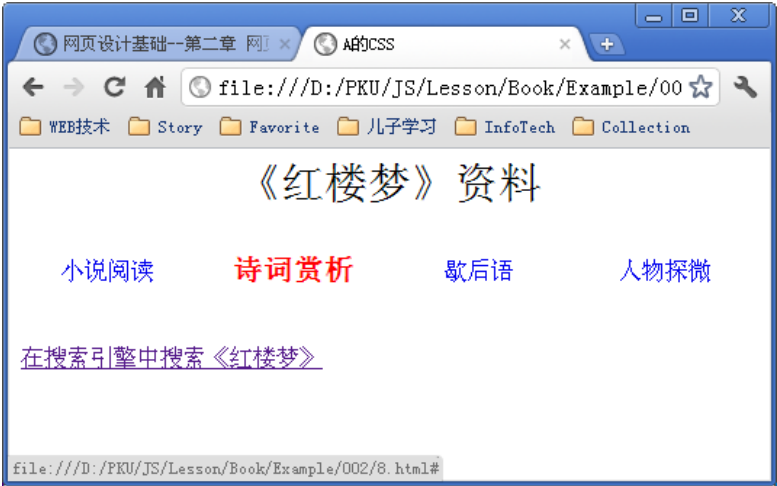 网页设计基础--第二章 网
A的CSS
file:///D:/PKU/JS/Lesson/Book/Example/00
WEB技术 Story Favorite 儿子学习 InfoTech Collection
《红楼梦》资料
小说阅读 诗词赏析 歇后语 人物探微
在搜索引擎中搜索《红楼梦》
file:///D:/PKU/JS/Lesson/Book/Example/002/8.html#